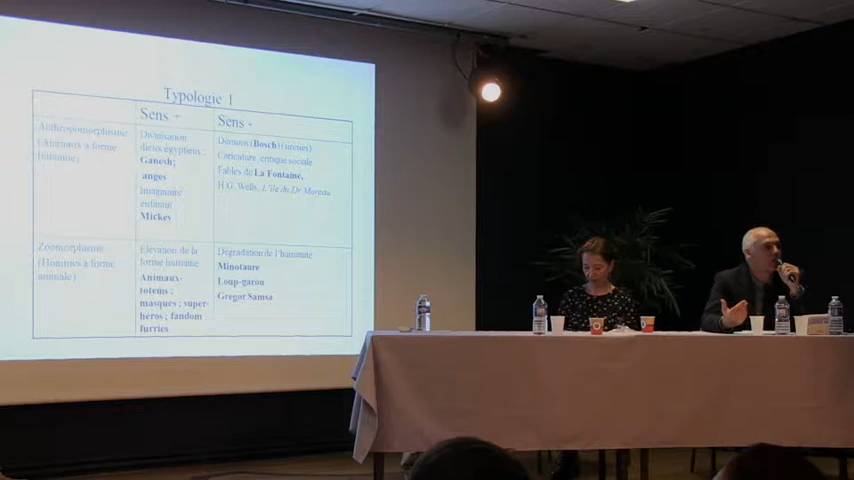 Typologie 1
Sens +
Sens -
Anthropomorphisme
(Animaux à forme
humaine)
Divinisation
dieux égyptiens ;
Ganesh;
anges
Imaginaire
enfantin
Mickey
Démons (Bosch) (sirènes)
Caricature critique sociale
Fables de La Fontaine,
H.G. Wells, L'île du Dr Moreau
Zoomorphisme
(Hommes à forme
animale)
Elévation de la
forme humaine
Animaux-
totems ;
masques ; super-
heros ; fandom
furries
Dégradation de l'humanité
Minotaure
Loup-garou
Gregor Samsa